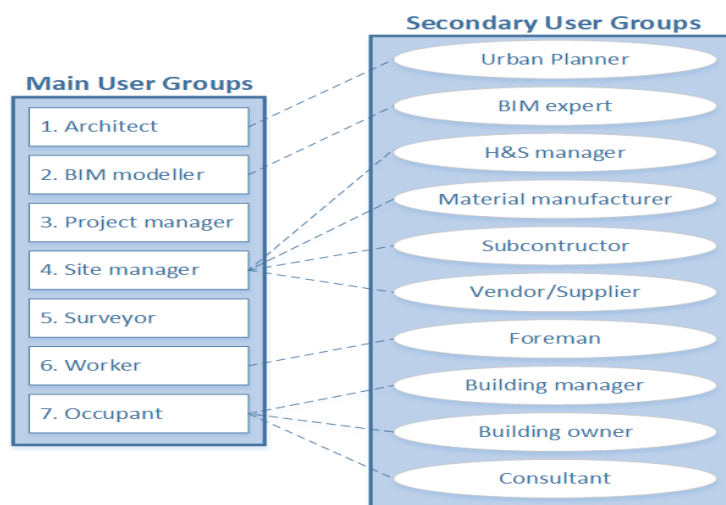 Main User Groups
1. Architect
2. BIM modeller
3. Project manager
4. Site manager
5. Surveyor
6. Worker
7. Occupant
Secondary User Groups
Urban Planner
BIM expert
H&S manager
Material manufacturer
Subcontructor
Vendor/Supplier
Foreman
Building manager
Building owner
Consultant